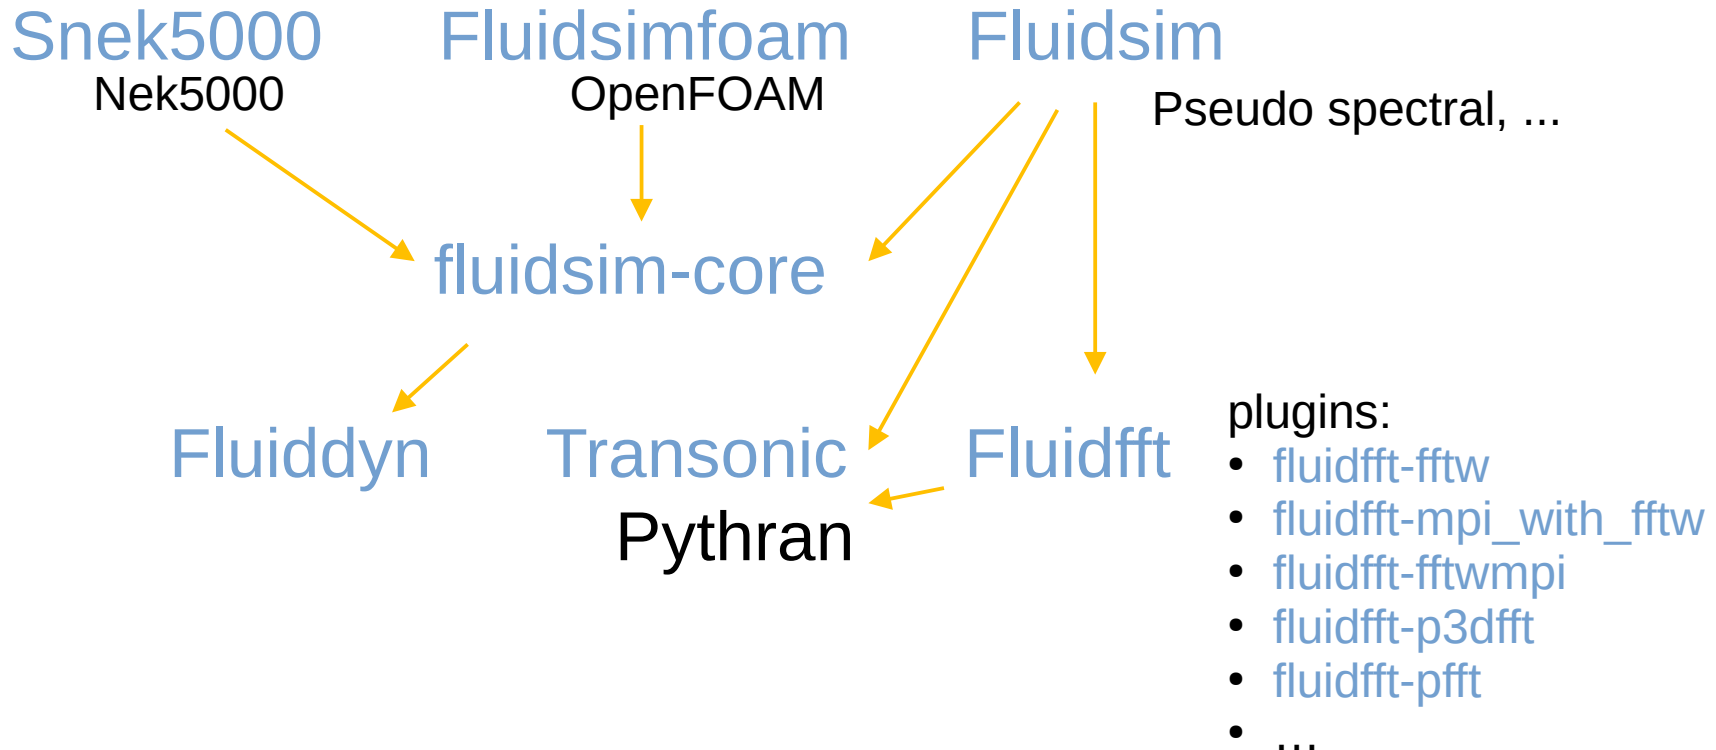 Snek5000 Fluidsimfoam Fluidsim
Nek5000 OpenFOAM Pseudo spectral, ...
fluidsim-core
Fluiddyn Transonic Fluidfft
Pythran
plugins:
• fluidfft-fftw
• fluidfft-mpi_with_fftw
• fluidfft-fftwmpi
• fluidfft-p3dfft
• fluidfft-pfft
• ...